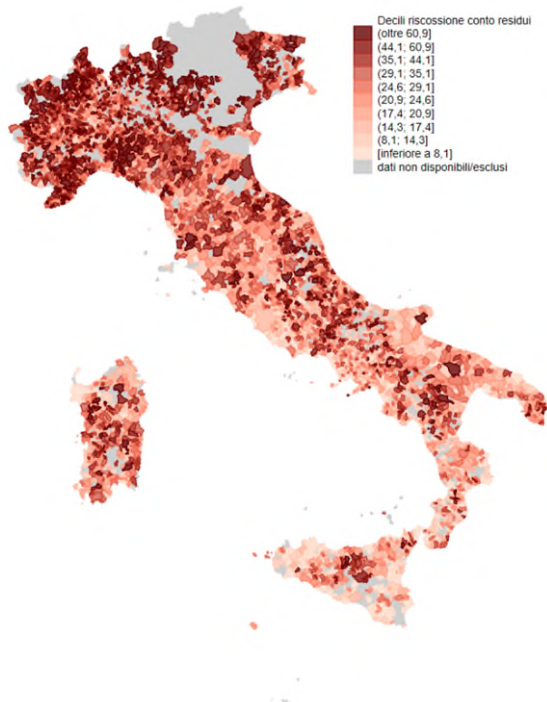 Decili riscossione conto residui
(oltre 60,9]
(44,1; 60,9]
(35,1; 44,1]
(29,1; 35,1]
(24,6; 29,1]
(20,9; 24,6]
(17,4; 20,9]
(14,3; 17,4]
(8,1; 14,3]
[inferiore a 8,1]
dati non disponibili/esclusi